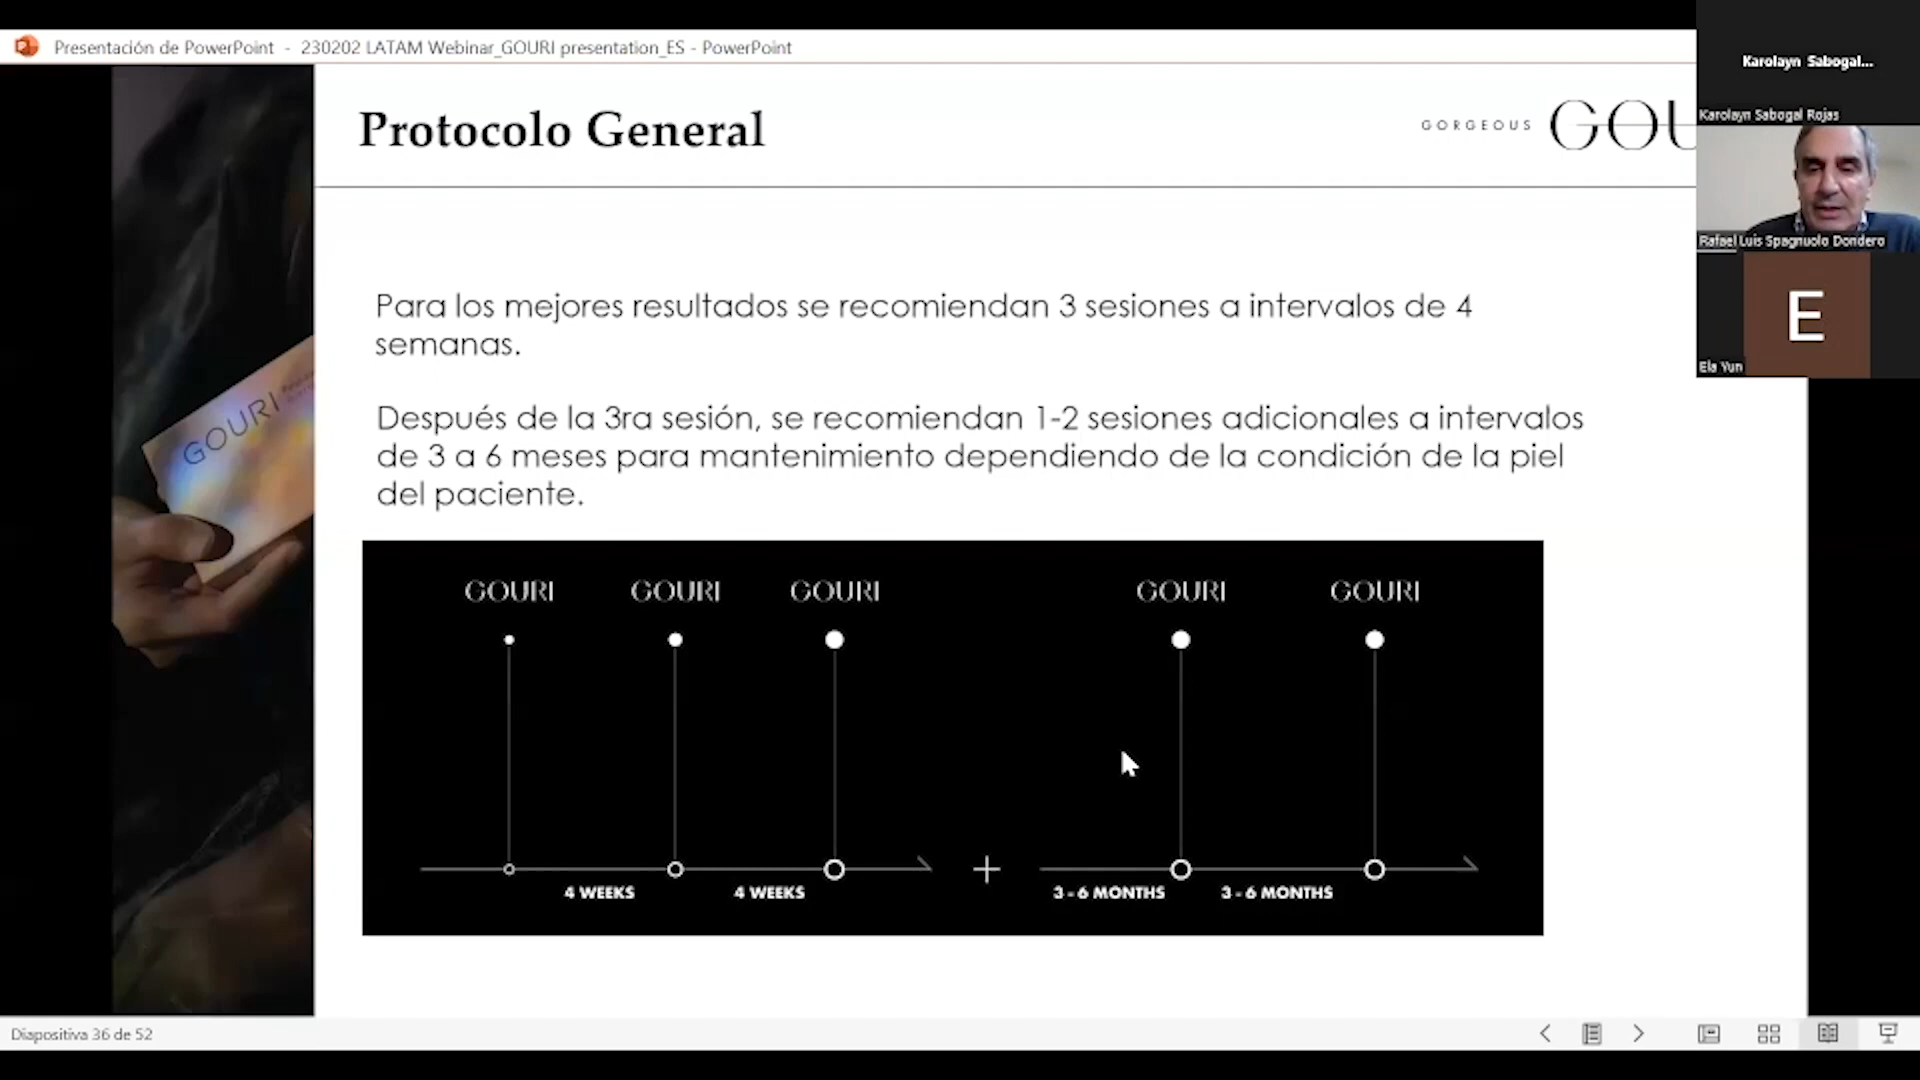 Presentación de PowerPoint - 230202 LATAM Webinar_GOURI presentation_ES - PowerPoint
Karolayn Sabogal...
Karolayn Sabogal Rojas
Protocolo General
GORGEOUS GOU
Rafael Luis Spagnuolo Dondero
E
Ela Yun
Para los mejores resultados se recomiendan 3 sesiones a intervalos de 4
semanas.
GOURI
Después de la 3ra sesión, se recomiendan 1-2 sesiones adicionales a intervalos
de 3 a 6 meses para mantenimiento dependiendo de la condición de la piel
del paciente.
GOURI GOURI GOURI GOURI GOURI
+
4 WEEKS 4 WEEKS 3 - 6 MONTHS 3 - 6 MONTHS
Diapositiva 36 de 52